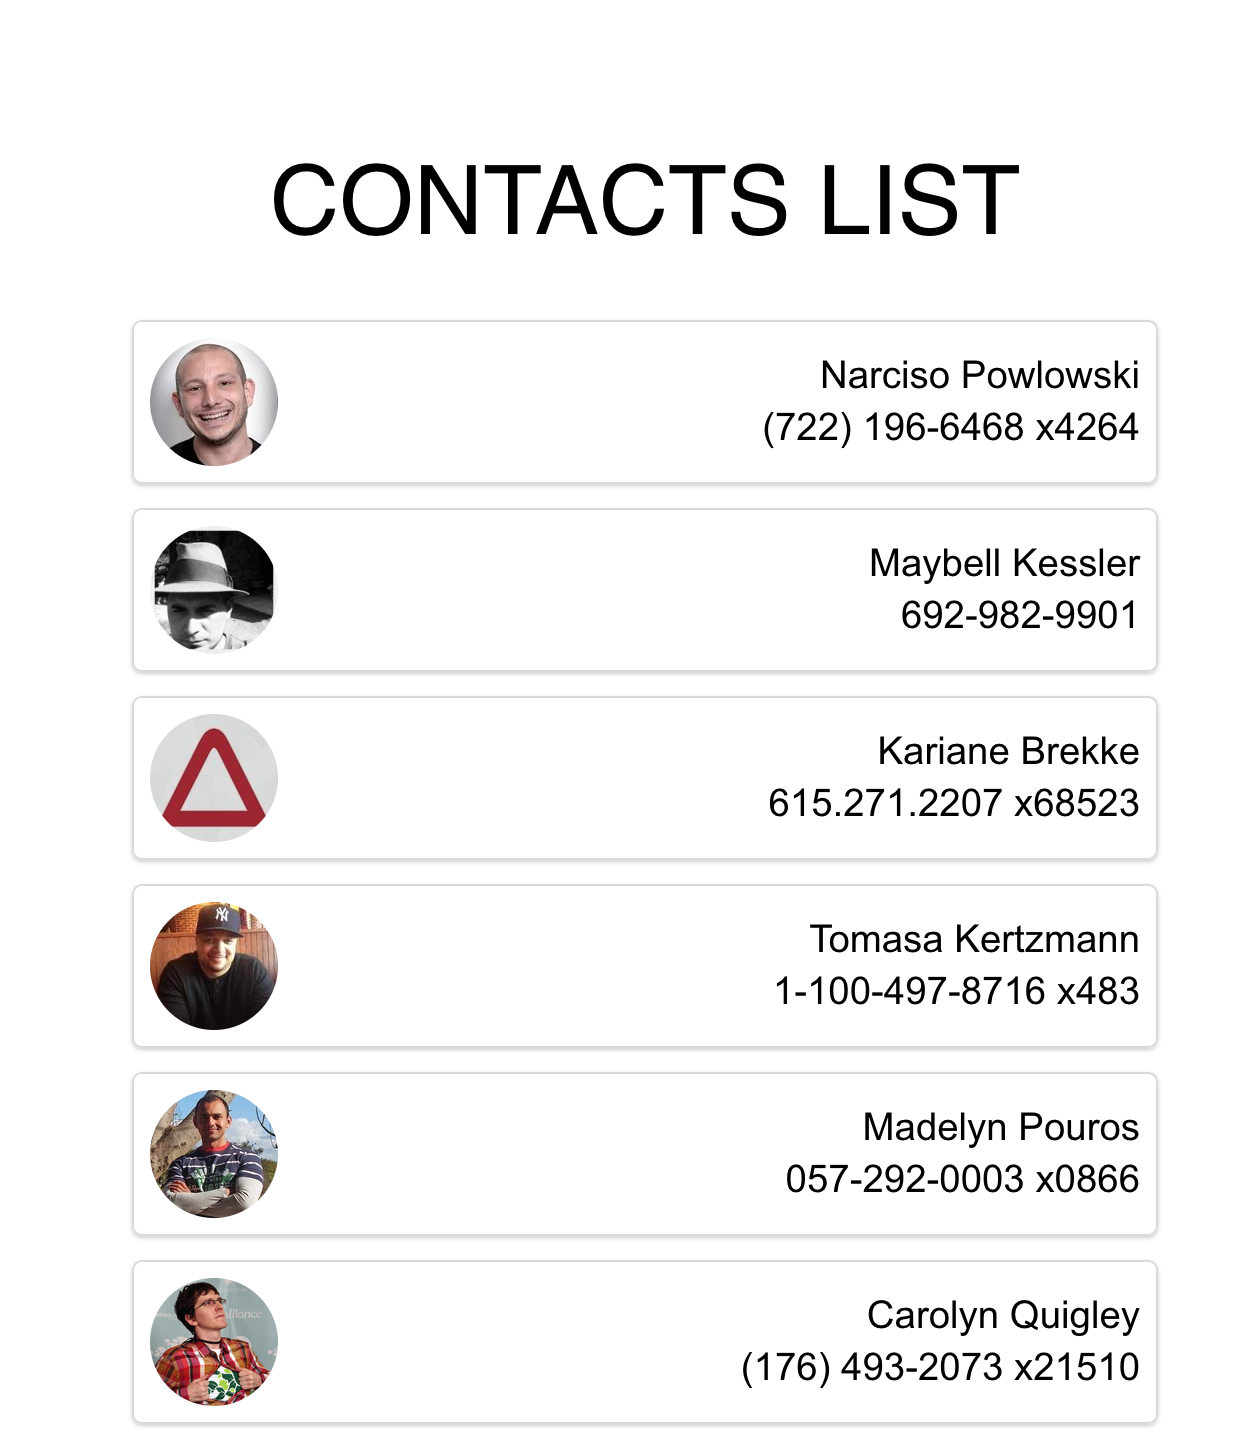 CONTACTS LIST
Narciso Powlowski
(722) 196-6468 x4264
Maybell Kessler
692-982-9901
Kariane Brekke
615.271.2207 x68523
NY
Tomasa Kertzmann
1-100-497-8716 x483
Madelyn Pouros
057-292-0003 x0866
alliance
Carolyn Quigley
(176) 493-2073 x21510